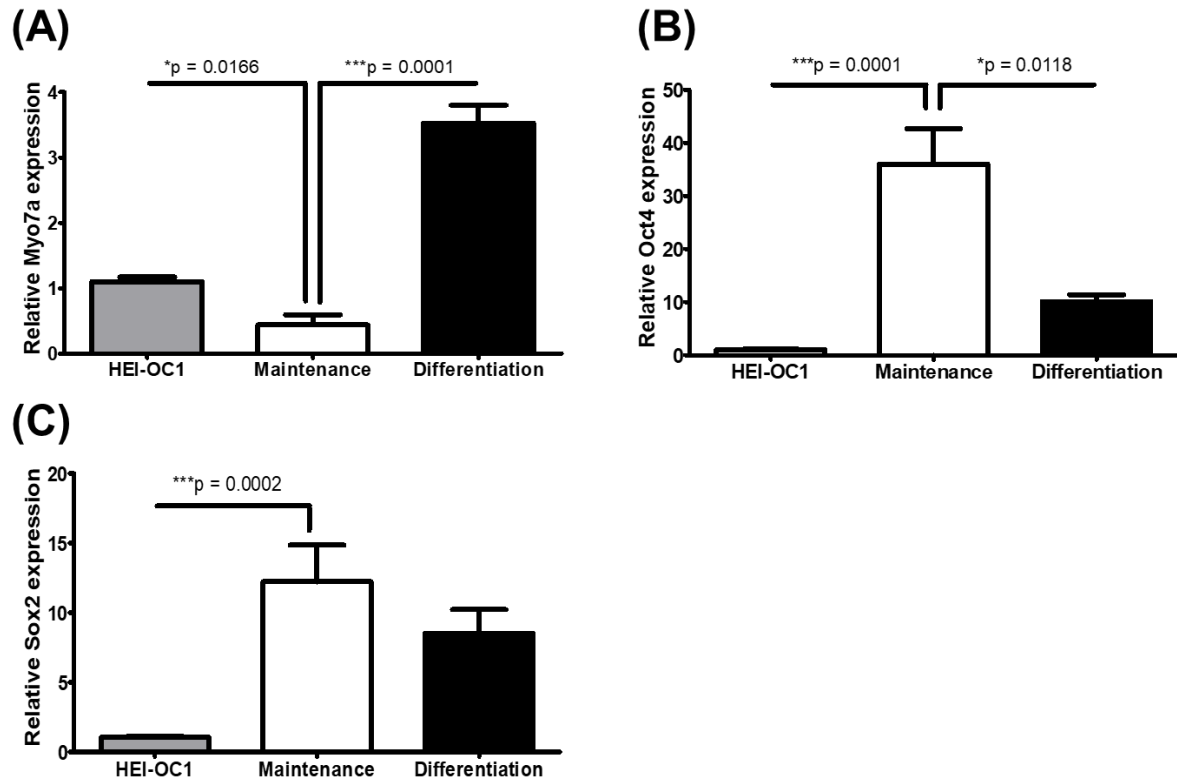 (A)
*p = 0.0166 ***p = 0.0001
Relative Myo7a expression
4
3
2
1
0
HEI-OC1 Maintenance Differentiation
(B)
***p = 0.0001 *p = 0.0118
Relative Oct4 expression
50
40
30
20
10
0
HEI-OC1 Maintenance Differentiation
(C)
***p = 0.0002
Relative Sox2 expression
20
15
10
5
0
HEI-OC1 Maintenance Differentiation